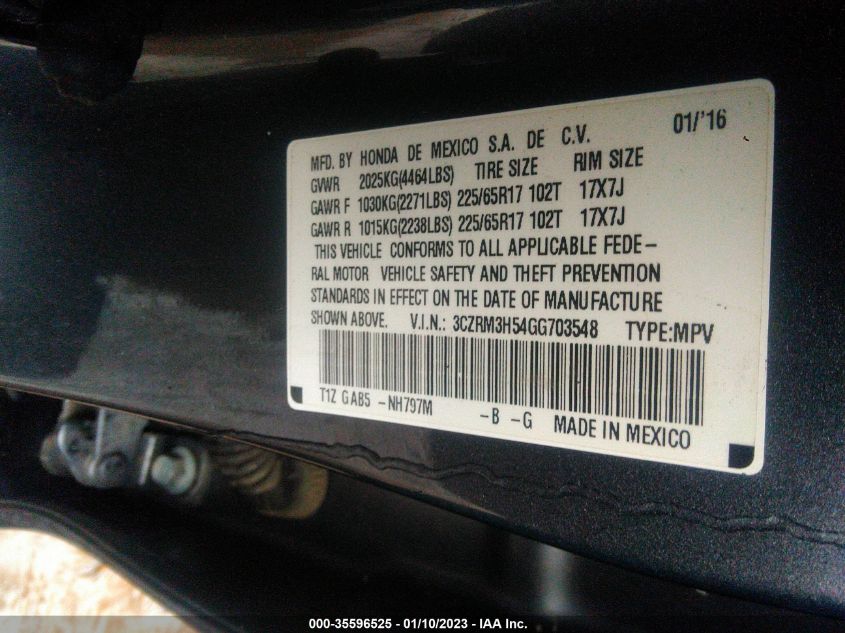 01/'16
MFD. BY HONDA DE MEXICO S.A. DE C.V.
GVWR 2025KG(4464LBS) TIRE SIZE RIM SIZE
GAWR F 1030KG(2271LBS) 225/65R17 102T 17X7J
GAWR R 1015KG(2238LBS) 225/65R17 102T 17X7J
THIS VEHICLE CONFORMS TO ALL APPLICABLE FEDE-
RAL MOTOR VEHICLE SAFETY AND THEFT PREVENTION
STANDARDS IN EFFECT ON THE DATE OF MANUFACTURE
SHOWN ABOVE. V.I.N.: 3CZRM3H54GG703548 TYPE:MPV
T1Z GAB5 -NH797M -B -G MADE IN MEXICO
000-35596525 - 01/10/2023 - IAA Inc.